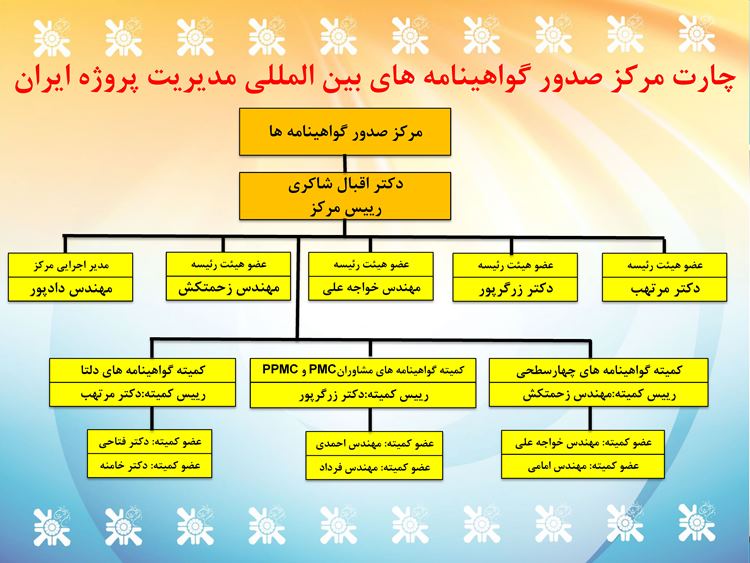 چارت مرکز صدور گواهینامه های بین المللی مدیریت پروژه ایران
مرکز صدور گواهینامه ها
دکتر اقبال شاکری
رییس مرکز
عضو هیئت رئیسه
دکتر مرتهب
عضو هیئت رئیسه
دکتر زرگرپور
عضو هیئت رئیسه
مهندس خواجه علی
عضو هیئت رئیسه
مهندس زحمتکش
مدیر اجرایی مرکز
مهندس دادپور
کمیته گواهینامه های چهارسطحی
رییس کمیته:مهندس زحمتکش
عضو کمیته: مهندس خواجه علی
عضو کمیته: مهندس امامی
کمیته گواهینامه های مشاوران PMC و PPMC
رییس کمیته:دکتر زرگرپور
عضو کمیته: مهندس احمدی
عضو کمیته: مهندس فرداد
کمیته گواهینامه های دلتا
رییس کمیته:دکتر مرتهب
عضو کمیته: دکتر فتاحی
عضو کمیته: دکتر خامنه